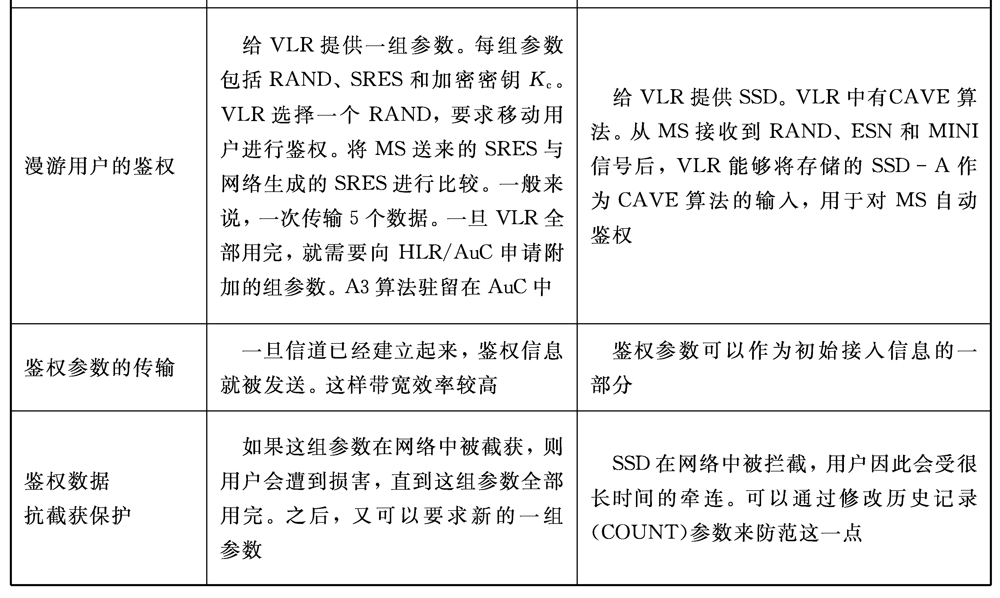 漫游用户的鉴权
给 VLR 提供一组参数。每组参数
包括 RAND、SRES 和加密密钥 Kc。
VLR 选择一个 RAND，要求移动用
户进行鉴权。将 MS 送来的 SRES 与
网络生成的 SRES 进行比较。一般来
说，一次传输 5 个数据。一旦 VLR 全
部用完，就需要向 HLR/AuC 申请附
加的组参数。A3 算法驻留在 AuC 中
给 VLR 提供 SSD。VLR 中有CAVE 算
法。从 MS 接收到 RAND、ESN 和 MINI
信号后，VLR 能够将存储的 SSD－A 作
为 CAVE 算法的输入，用于对 MS 自动
鉴权
鉴权参数的传输
一旦信道已经建立起来，鉴权信息
就被发送。这样带宽效率较高
鉴权参数可以作为初始接入信息的一
部分
鉴权数据
抗截获保护
如果这组参数在网络中被截获，则
用户会遭到损害，直到这组参数全部
用完。之后，又可以要求新的一组
参数
SSD 在网络中被拦截，用户因此会受很
长时间的牵连。可以通过修改历史记录
(COUNT)参数来防范这一点